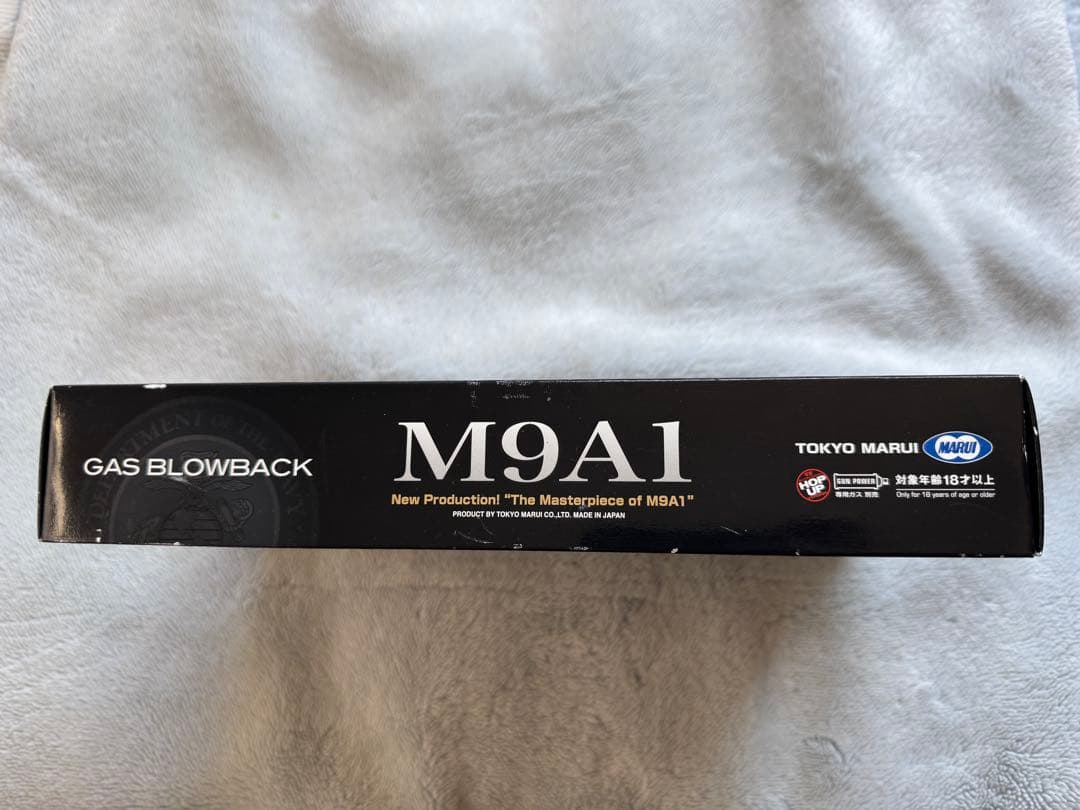 GAS BLOWBACK
M9A1
New Production! "The Masterpiece of M9A1"
PRODUCT BY TOKYO MARUI CO.,LTD. MADE IN JAPAN
TOKYO MARUI MARUI
HOP UP
GUN POWER
専用ガス 別売
対象年齢18才以上
Only for 18 years of age or older